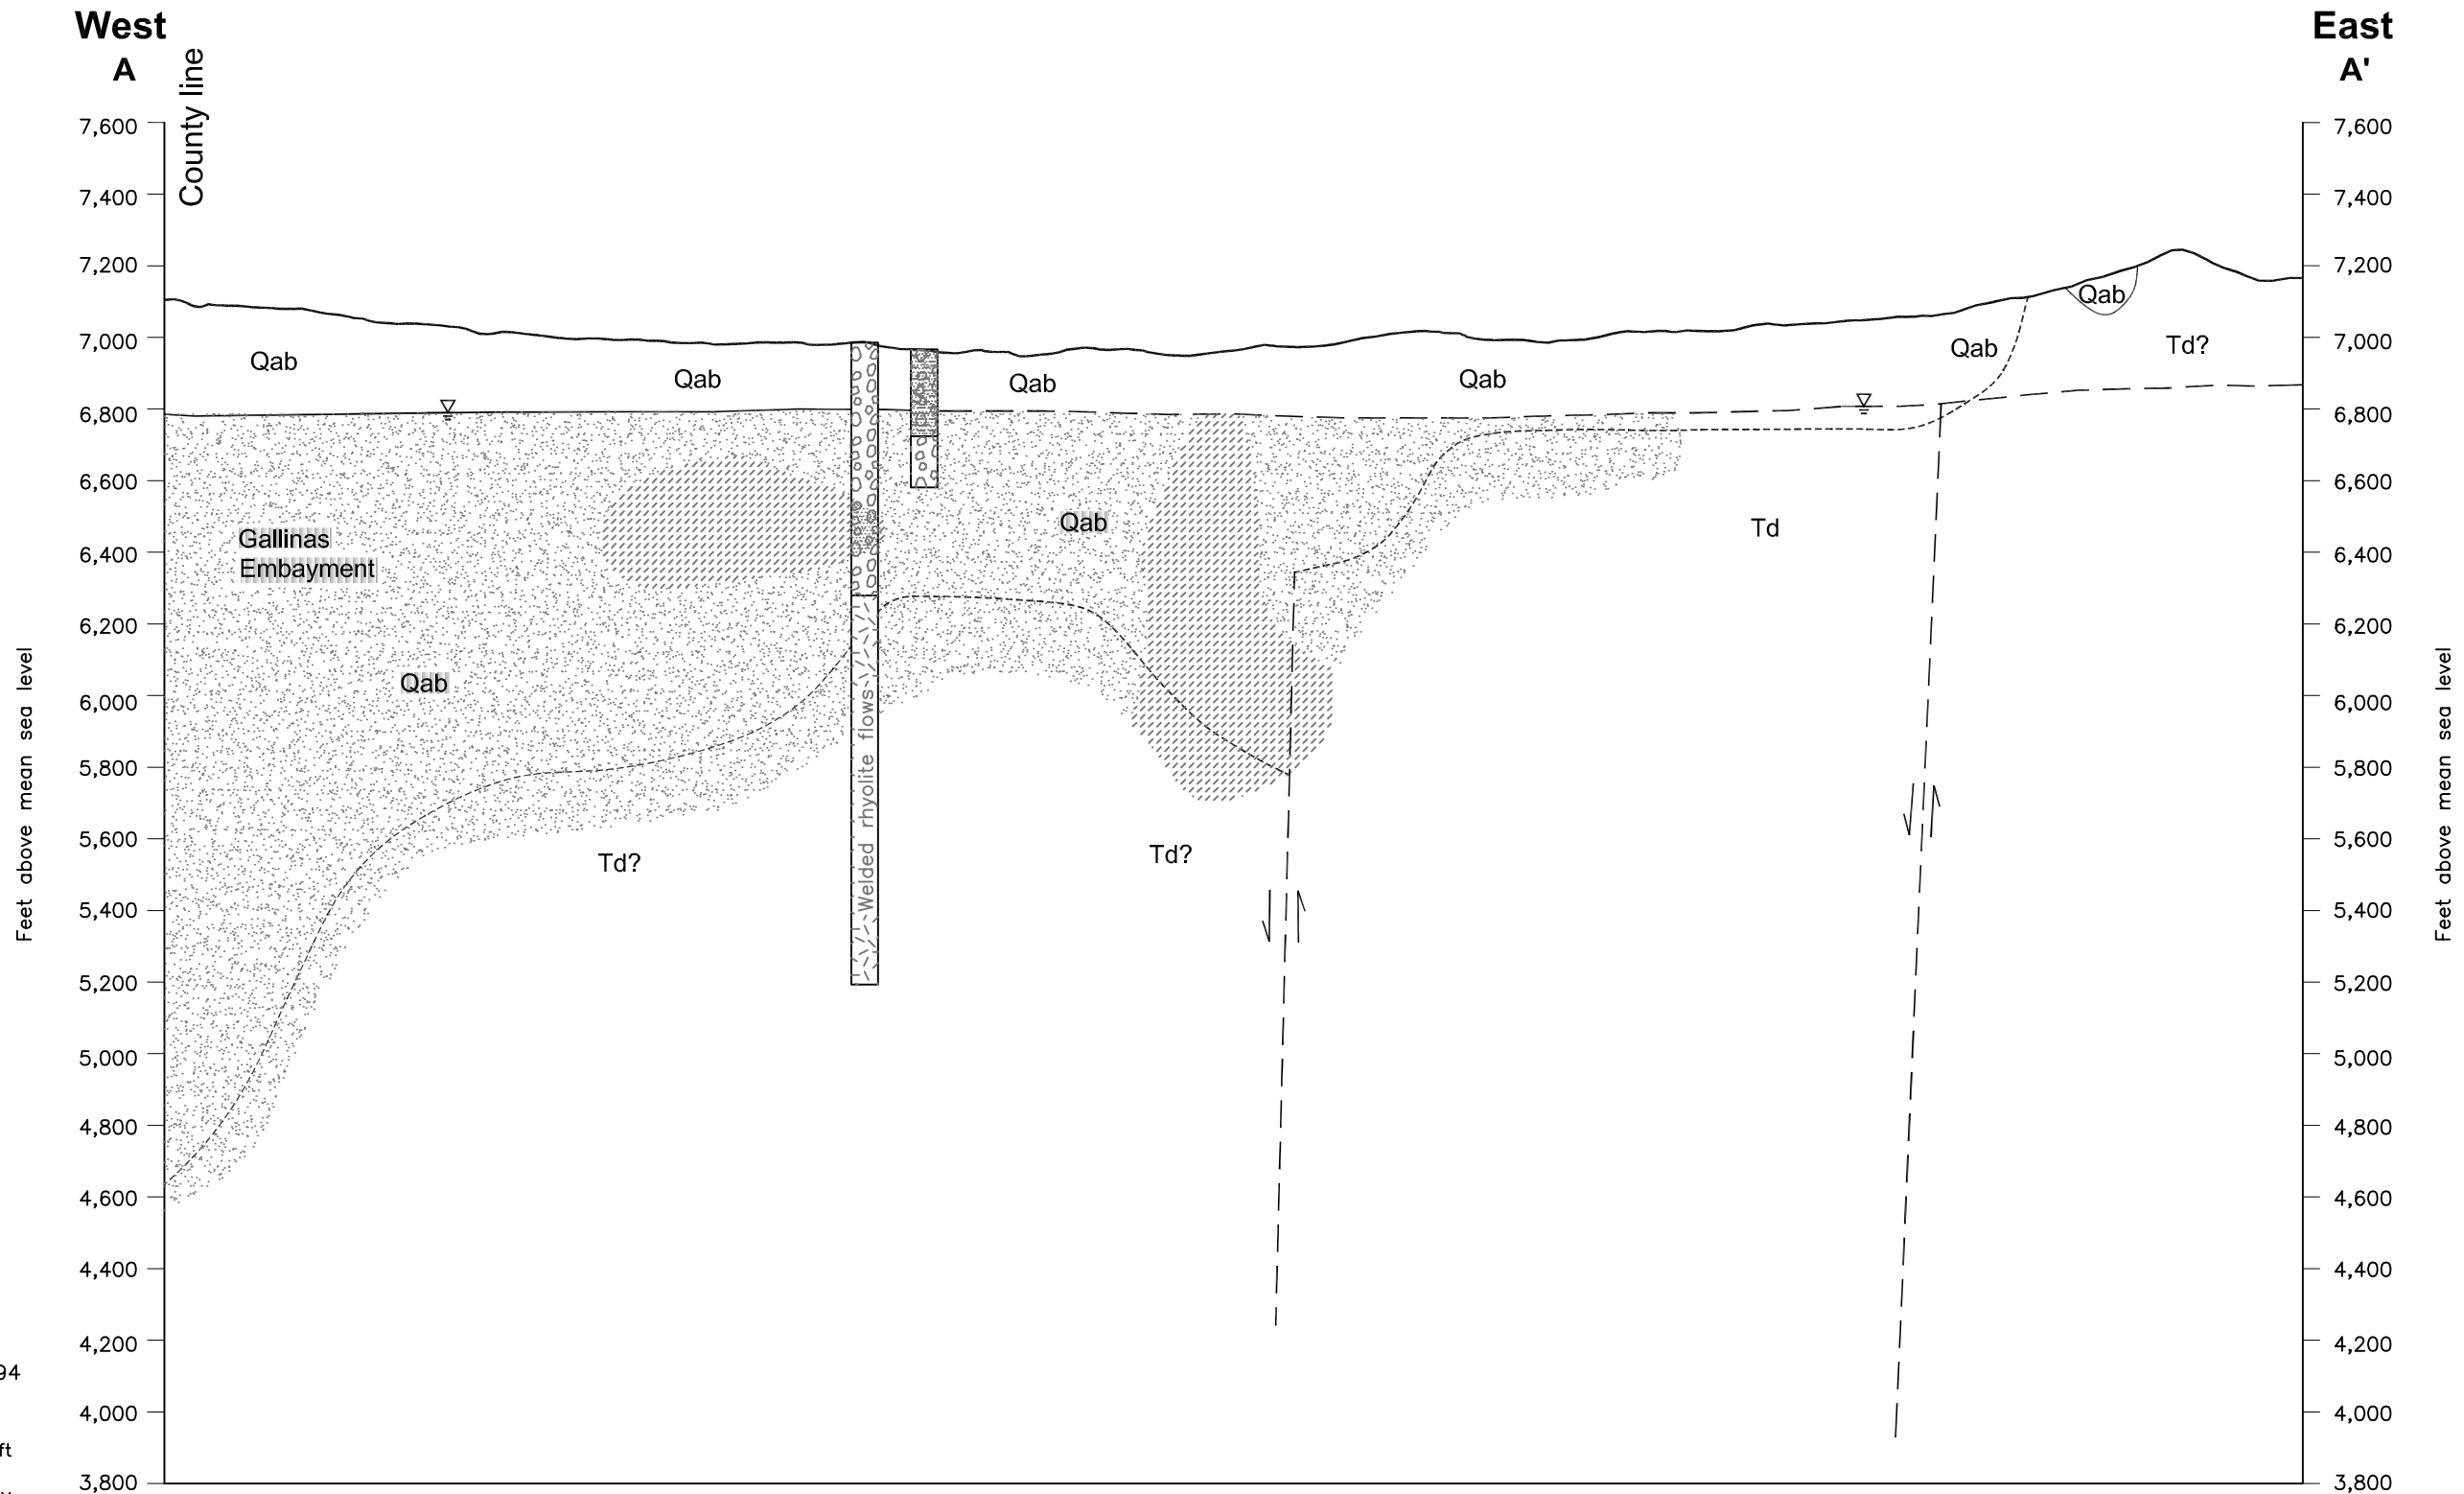 West
East
A
A'
County line
7,600
7,600
7,400
7,400
7,200
7,200
Qab
7,000
Qab
Td?
7,000
Qab
Qab
Qab
Qab
6,800
6,800
6,600
6,600
Qab
Td
Gallinas
Embayment
6,400
6,400
6,200
6,200
Qab
6,000
6,000
Feet above mean sea level
Welded rhyolite flows
Feet above mean sea level
5,800
5,800
Td?
Td?
5,600
5,600
5,400
5,400
5,200
5,200
5,000
5,000
4,800
4,800
4,600
4,600
4,400
4,400
4,200
4,200
94
4,000
4,000
ft
3,800
3,800